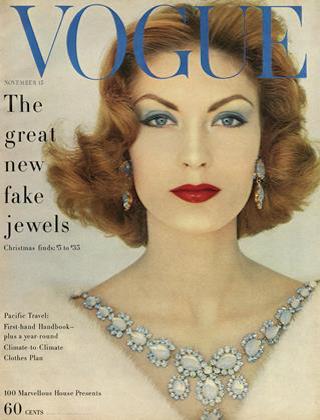 VOGUE
NOVEMBER 15
The
great
new
fake
jewels
Christmas finds: $5 to $35
Pacific Travel:
First-hand Handbook—
plus a year-round
Climate-to-Climate
Clothes Plan
100 Marvellous House Presents
60 CENTS